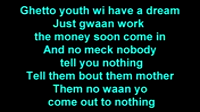 Ghetto youth wi have a dream
Just gwaan work
the money soon come in
And no meck nobody
tell you nothing
Tell them bout them mother
Them no waan yo
come out to nothing